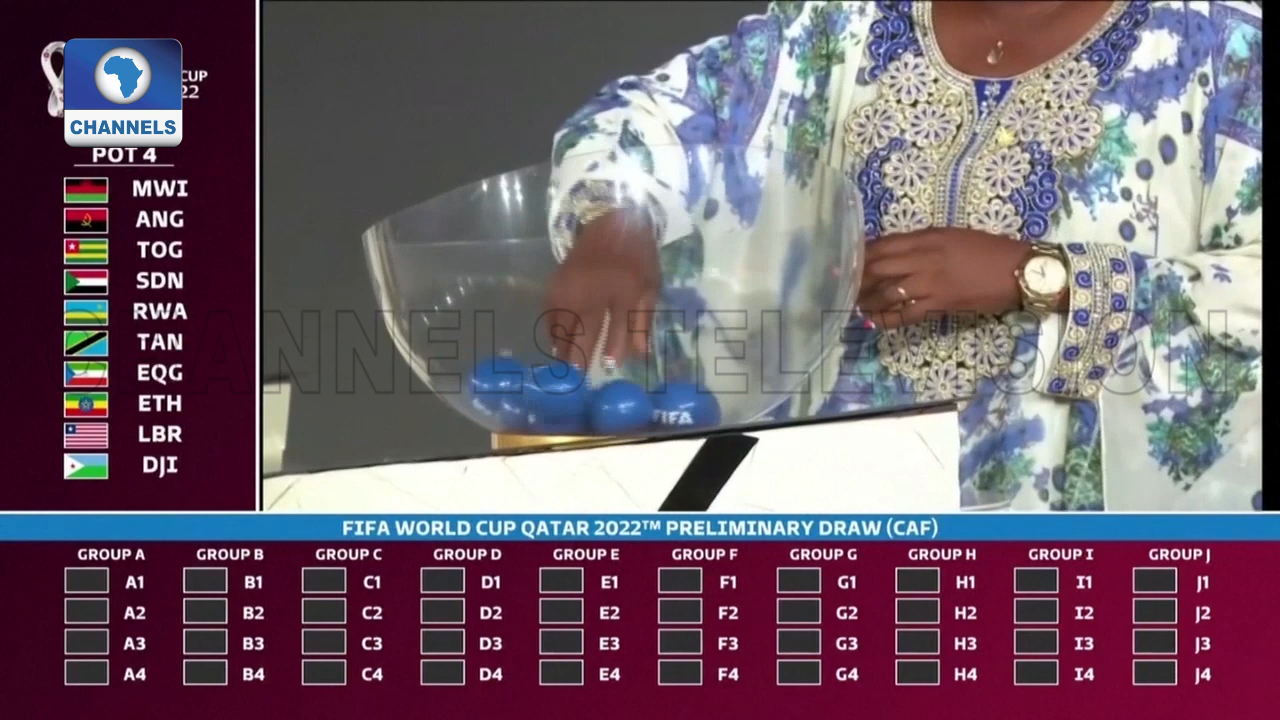 CUP
22
CHANNELS
POT 4
MWI
ANG
TOG
SDN
RWA
TAN
EQG
ETH
LBR
DJI
CHANNELS TELEVISION
FIFA
FIFA WORLD CUP QATAR 2022™ PRELIMINARY DRAW (CAF)
GROUP A GROUP B GROUP C GROUP D GROUP E GROUP F GROUP G GROUP H GROUP I GROUP J
A1 B1 C1 D1 E1 F1 G1 H1 I1 J1
A2 B2 C2 D2 E2 F2 G2 H2 I2 J2
A3 B3 C3 D3 E3 F3 G3 H3 I3 J3
A4 B4 C4 D4 E4 F4 G4 H4 I4 J4